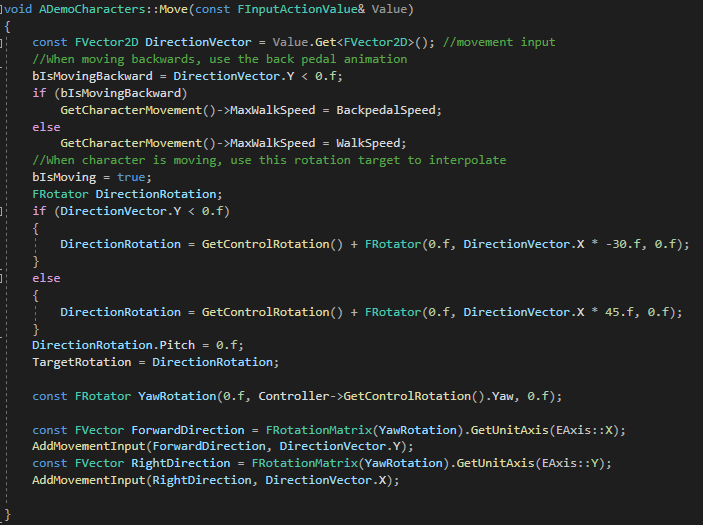 void ADemoCharacters::Move(const FInputActionValue& Value)
{
    const FVector2D DirectionVector = Value.Get<FVector2D>(); //movement input
    //When moving backwards, use the back pedal animation
    bIsMovingBackward = DirectionVector.Y < 0.f;
    if (bIsMovingBackward)
        GetCharacterMovement()->MaxWalkSpeed = BackpedalSpeed;
    else
        GetCharacterMovement()->MaxWalkSpeed = WalkSpeed;
    //When character is moving, use this rotation target to interpolate
    bIsMoving = true;
    FRotator DirectionRotation;
    if (DirectionVector.Y < 0.f)
    {
        DirectionRotation = GetControlRotation() + FRotator(0.f, DirectionVector.X * -30.f, 0.f);
    }
    else
    {
        DirectionRotation = GetControlRotation() + FRotator(0.f, DirectionVector.X * 45.f, 0.f);
    }
    DirectionRotation.Pitch = 0.f;
    TargetRotation = DirectionRotation;

    const FRotator YawRotation(0.f, Controller->GetControlRotation().Yaw, 0.f);

    const FVector ForwardDirection = FRotationMatrix(YawRotation).GetUnitAxis(EAxis::X);
    AddMovementInput(ForwardDirection, DirectionVector.Y);
    const FVector RightDirection = FRotationMatrix(YawRotation).GetUnitAxis(EAxis::Y);
    AddMovementInput(RightDirection, DirectionVector.X);

}